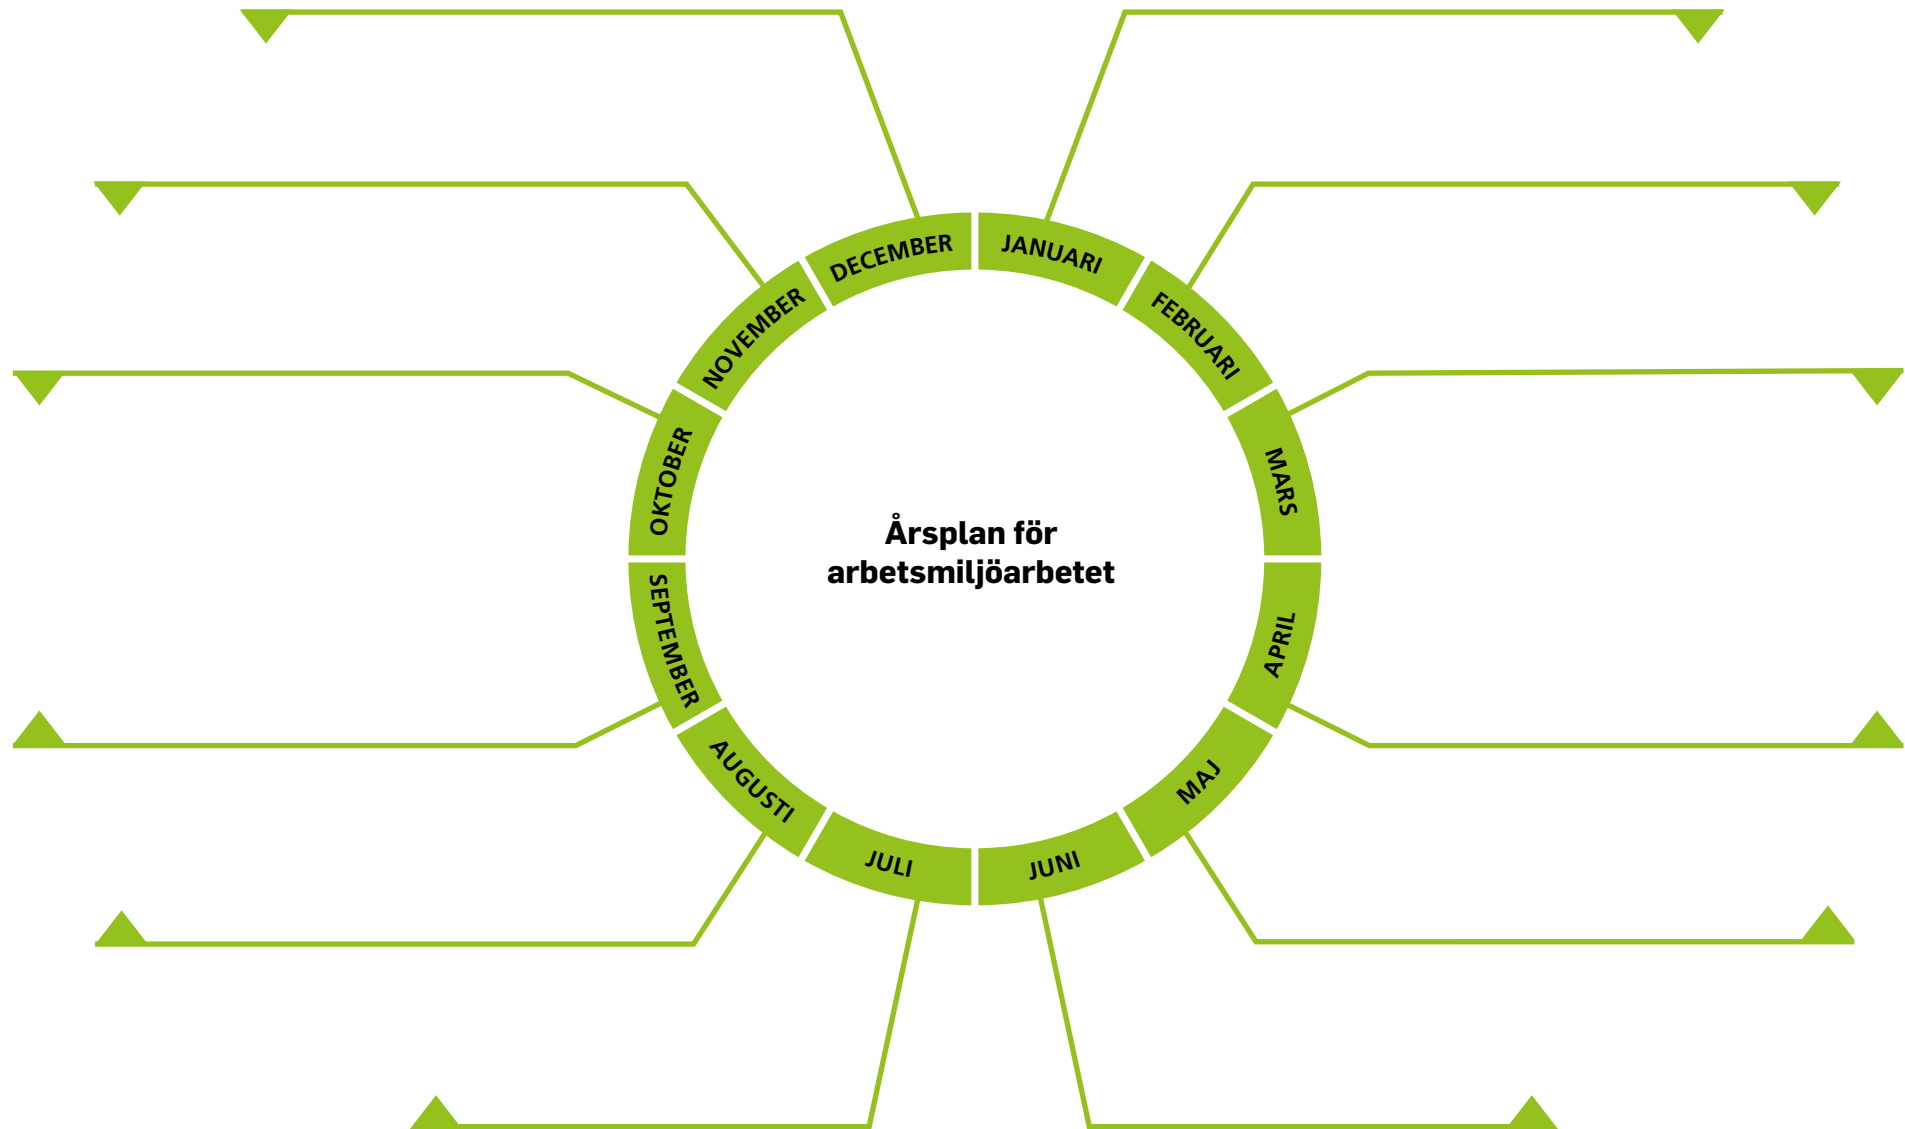 JANUARI
FEBRUARI
MARS
APRIL
MAJ
JUNI
JULI
AUGUSTI
SEPTEMBER
OKTOBER
NOVEMBER
DECEMBER
Årsplan för
arbetsmiljöarbetet